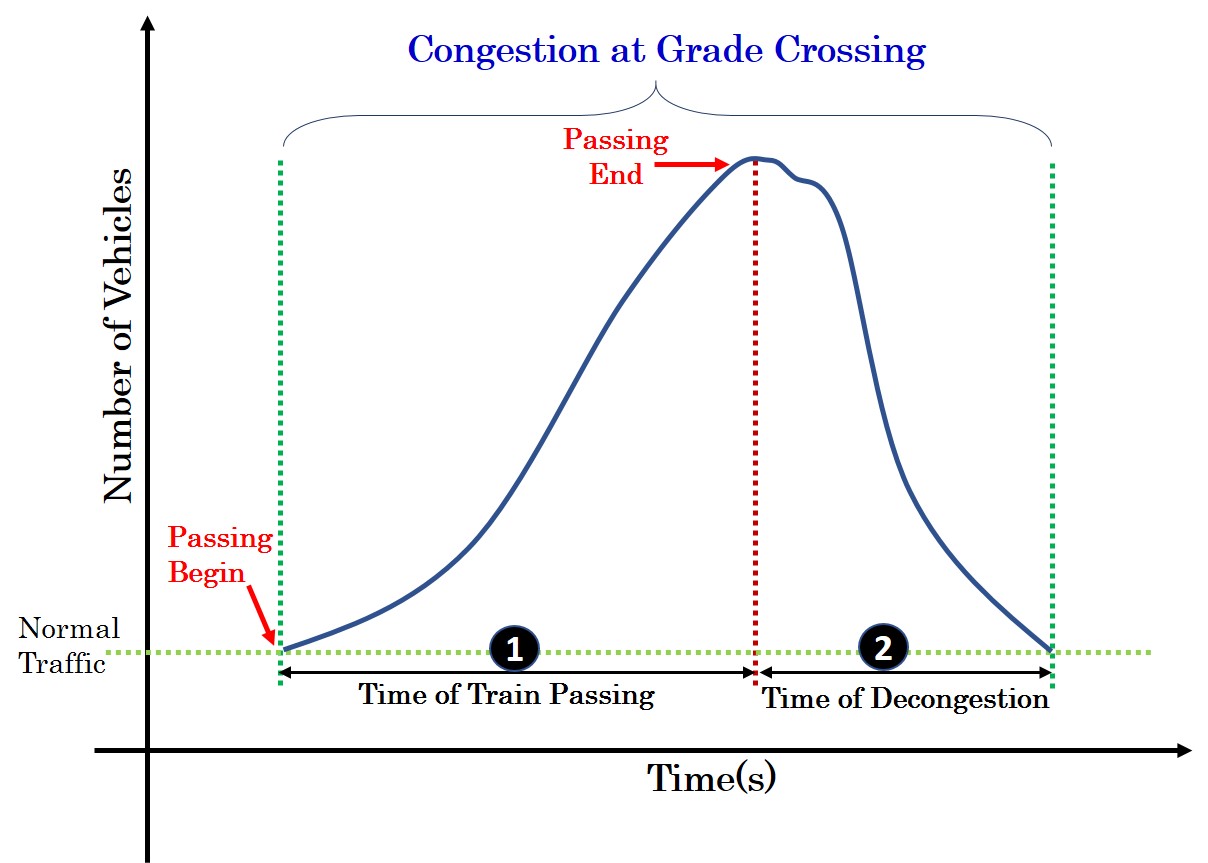 Congestion at Grade Crossing
Passing
End
Number of Vehicles
Passing
Begin
Normal
Traffic
1
2
Time of Train Passing
Time of Decongestion
Time(s)